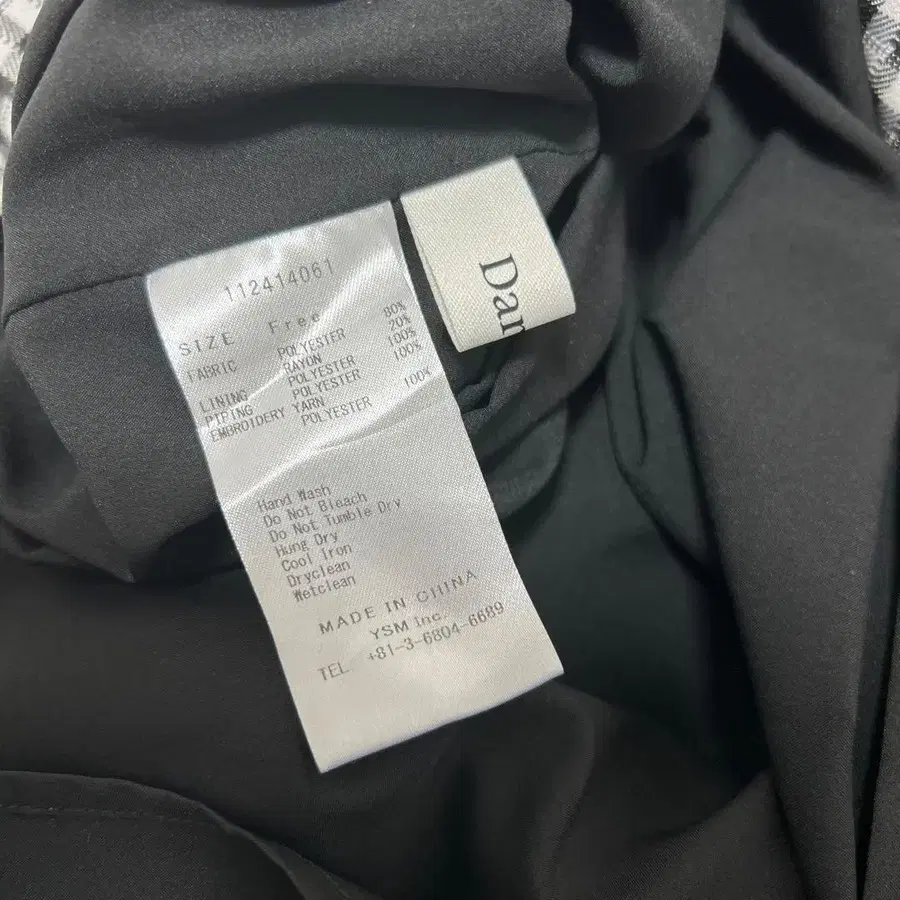 112414061
SIZE Free
FABRIC POLYESTER 80%
RAYON 20%
LINING POLYESTER 100%
PIPING POLYESTER 100%
EMBROIDERY YARN
POLYESTER 100%
Hand Wash
Do Not Bleach
Do Not Tumble Dry
Hung Dry
Cool Iron
Dryclean
Wetclean
MADE IN CHINA
YSM Inc.
TEL +81-3-6804-6689
Dar